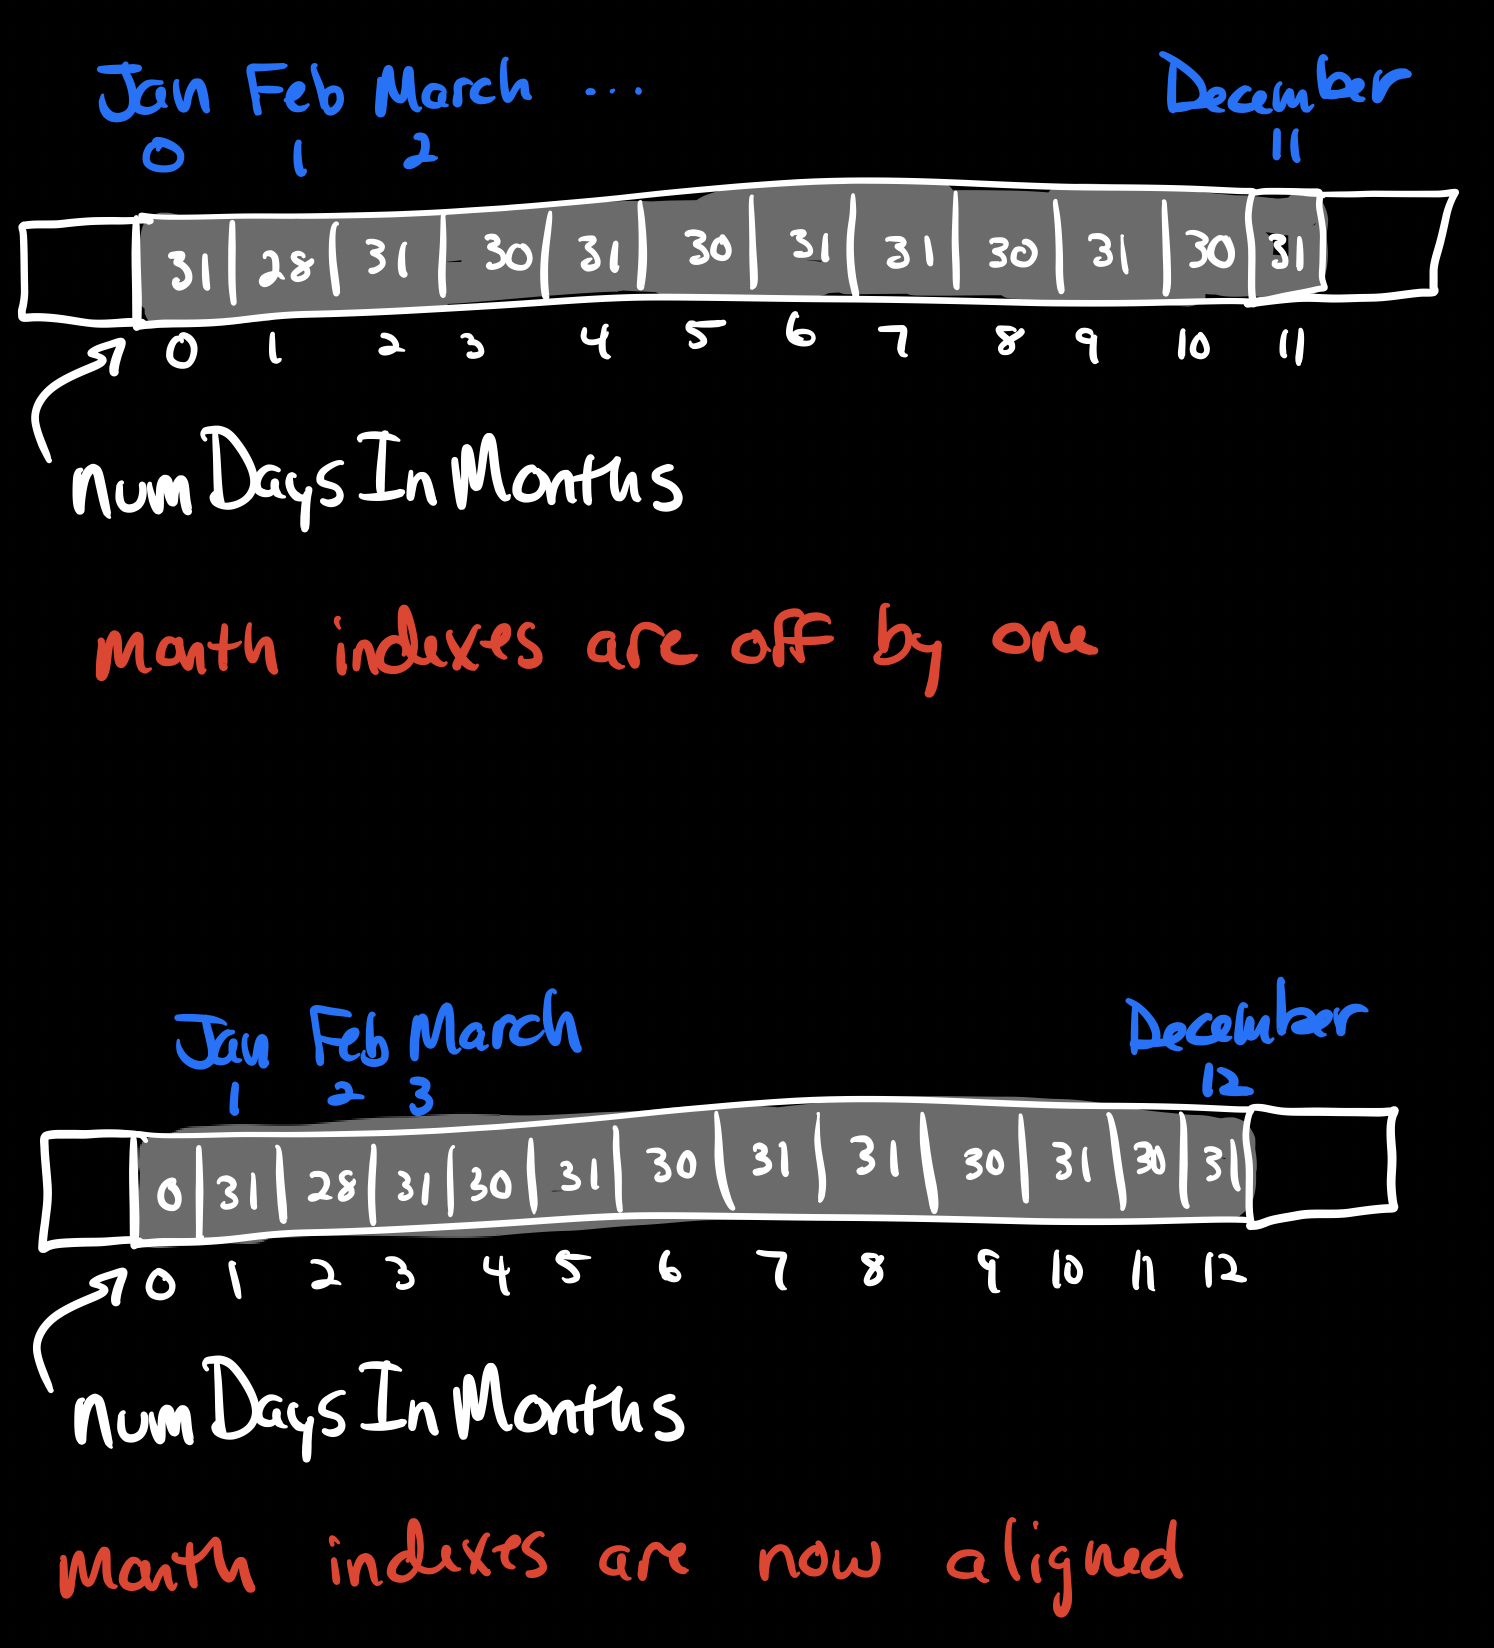 Jan Feb March ... December
0 1 2 11
31 28 31 30 31 30 31 31 30 31 30 31
0 1 2 3 4 5 6 7 8 9 10 11
numDaysInMonths
month indexes are off by one
Jan Feb March December
1 2 3 12
0 31 28 31 30 31 30 31 31 30 31 30 31
0 1 2 3 4 5 6 7 8 9 10 11 12
numDaysInMonths
month indexes are now aligned